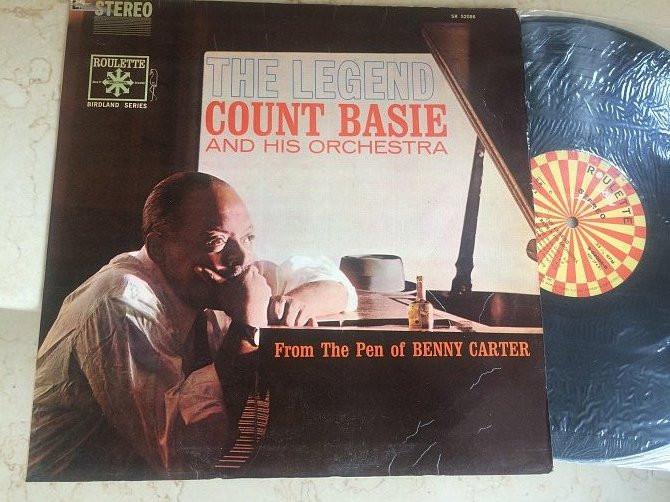 STEREO
SR 52086
ROULETTE
BIRDLAND SERIES
THE LEGEND
COUNT BASIE
AND HIS ORCHESTRA
From The Pen of BENNY CARTER
ROULETTE
STEREO